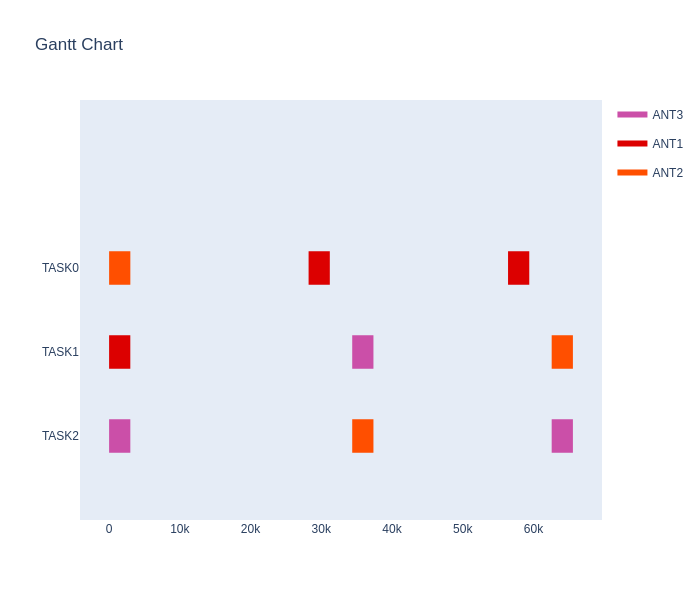 Gantt Chart
ANT3
ANT1
ANT2
TASK0
TASK1
TASK2
0 10k 20k 30k 40k 50k 60k